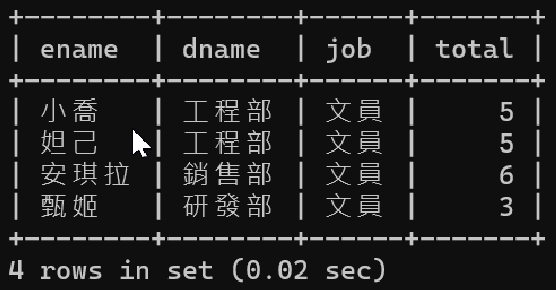 +--------+--------+------+-------+
| ename | dname | job | total |
+--------+--------+------+-------+
| 小喬 | 工程部 | 文員 | 5 |
| 妲己 | 工程部 | 文員 | 5 |
| 安琪拉 | 銷售部 | 文員 | 6 |
| 甄姬 | 研發部 | 文員 | 3 |
+--------+--------+------+-------+
4 rows in set (0.02 sec)